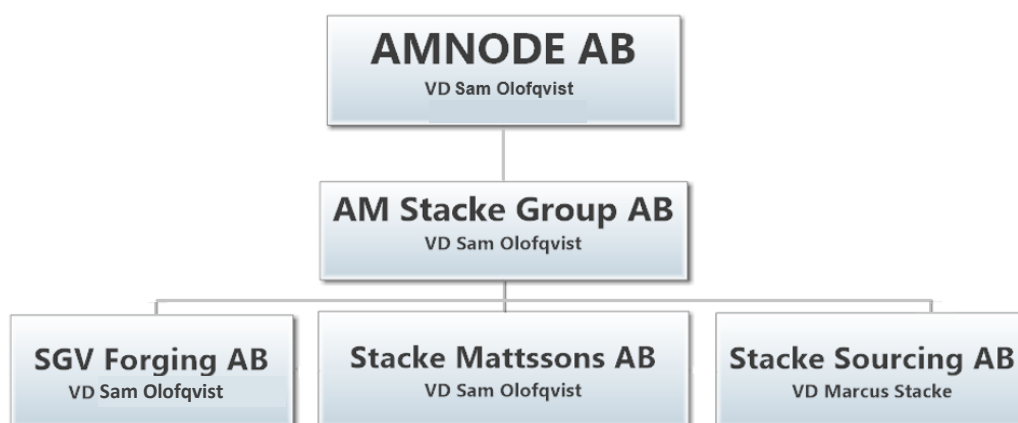 AMNODE AB
VD Sam Olofqvist
AM Stacke Group AB
VD Sam Olofqvist
SGV Forging AB
VD Sam Olofqvist
Stacke Mattssons AB
VD Sam Olofqvist
Stacke Sourcing AB
VD Marcus Stacke